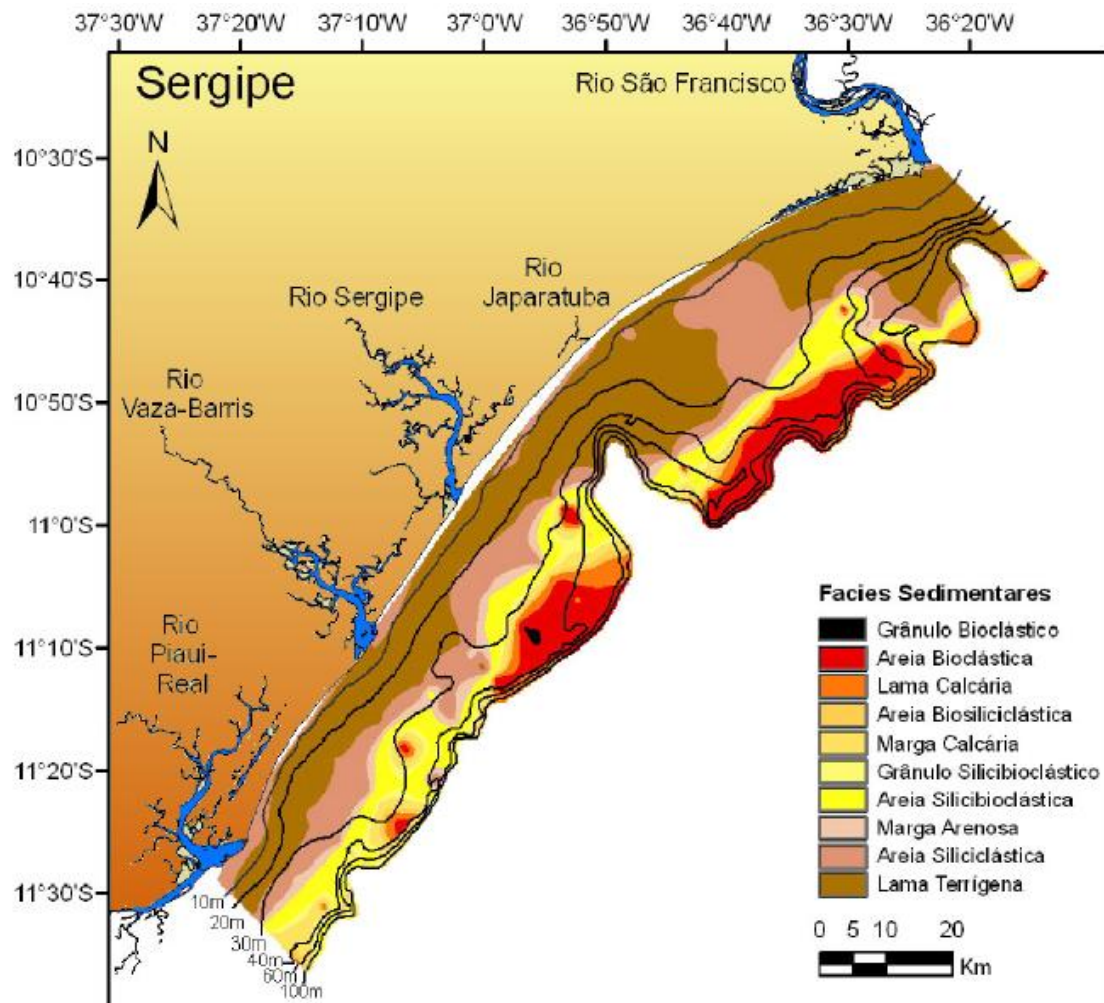 37°30'W 37°20'W 37°10'W 37°0'W 36°50'W 36°40'W 36°30'W 36°20'W
Sergipe
Rio São Francisco
N
10°30'S
10°40'S
10°50'S
11°0'S
11°10'S
11°20'S
11°30'S
Rio
Japaratuba
Rio Sergipe
Rio
Vaza-Barris
Rio
Piaui-
Real
10m
20m
30m
40m
60m
100m
Facies Sedimentares
Grânulo Bioclástico
Areia Bioclástica
Lama Calcária
Areia Biosiliciclástica
Marga Calcária
Grânulo Silicibioclástico
Areia Silicibioclástica
Marga Arenosa
Areia Siliciclástica
Lama Terrígena
0 5 10 20
Km